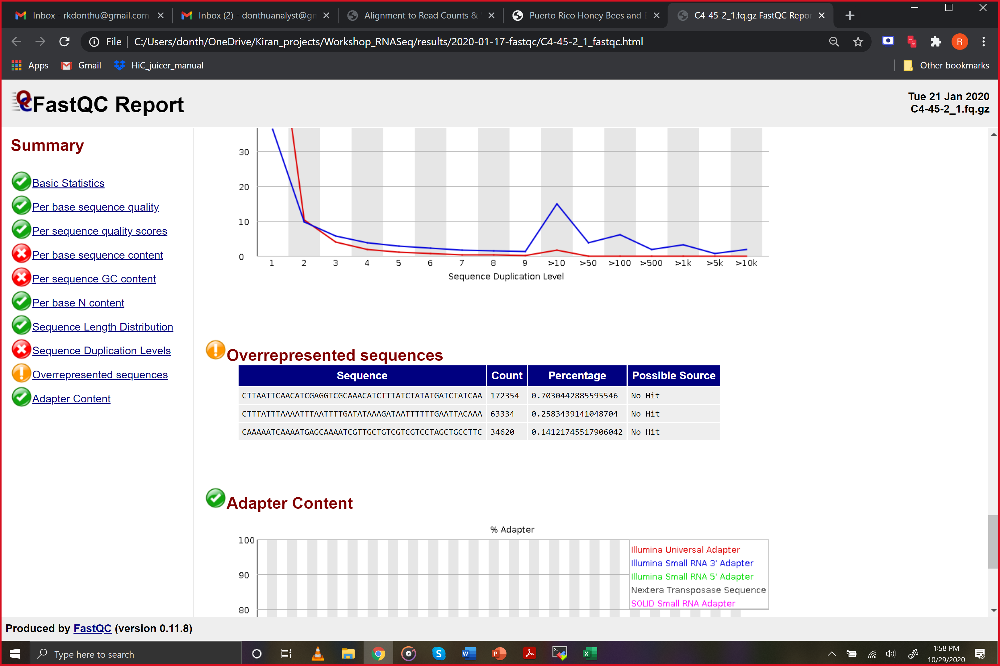 Inbox - rkdonthu@gmail.com
Inbox (2) - donthuanalyst@gm
Alignment to Read Counts &
Puerto Rico Honey Bees and
C4-45-2_1.fq.gz FastQC Repor
File
C:/Users/donth/OneDrive/Kiran_projects/Workshop_RNASeq/results/2020-01-17-fastqc/C4-45-2_1_fastqc.html
R
Apps
Gmail
HiC_juicer_manual
Other bookmarks
FastQC Report
Tue 21 Jan 2020
C4-45-2_1.fq.gz
Summary
Basic Statistics
Per base sequence quality
Per sequence quality scores
Per base sequence content
Per sequence GC content
Per base N content
Sequence Length Distribution
Sequence Duplication Levels
Overrepresented sequences
Adapter Content
30
20
10
0
1 2 3 4 5 6 7 8 9 >10 >50 >100 >500 >1k >5k >10k
Sequence Duplication Level
Overrepresented sequences
Sequence Count Percentage Possible Source
CTTAATTCAACATCGAGGTCGCAAACATCTTTATCTATATGATCTATCAA 172354 0.7030442885595546 No Hit
CTTTATTTAAAATTTAATTTTGATATAAAGATAATTTTTTGAATTACAAA 63334 0.2583439141048704 No Hit
CAAAAATCAAAATGAGCAAAATCGTTGCTGTCGTCGTCCTAGCTGCCTTC 34620 0.14121745517906042 No Hit
Adapter Content
% Adapter
100
90
80
Illumina Universal Adapter
Illumina Small RNA 3' Adapter
Illumina Small RNA 5' Adapter
Nextera Transposase Sequence
SOLID Small RNA Adapter
Produced by FastQC (version 0.11.8)
Type here to search
1:58 PM
10/29/2020